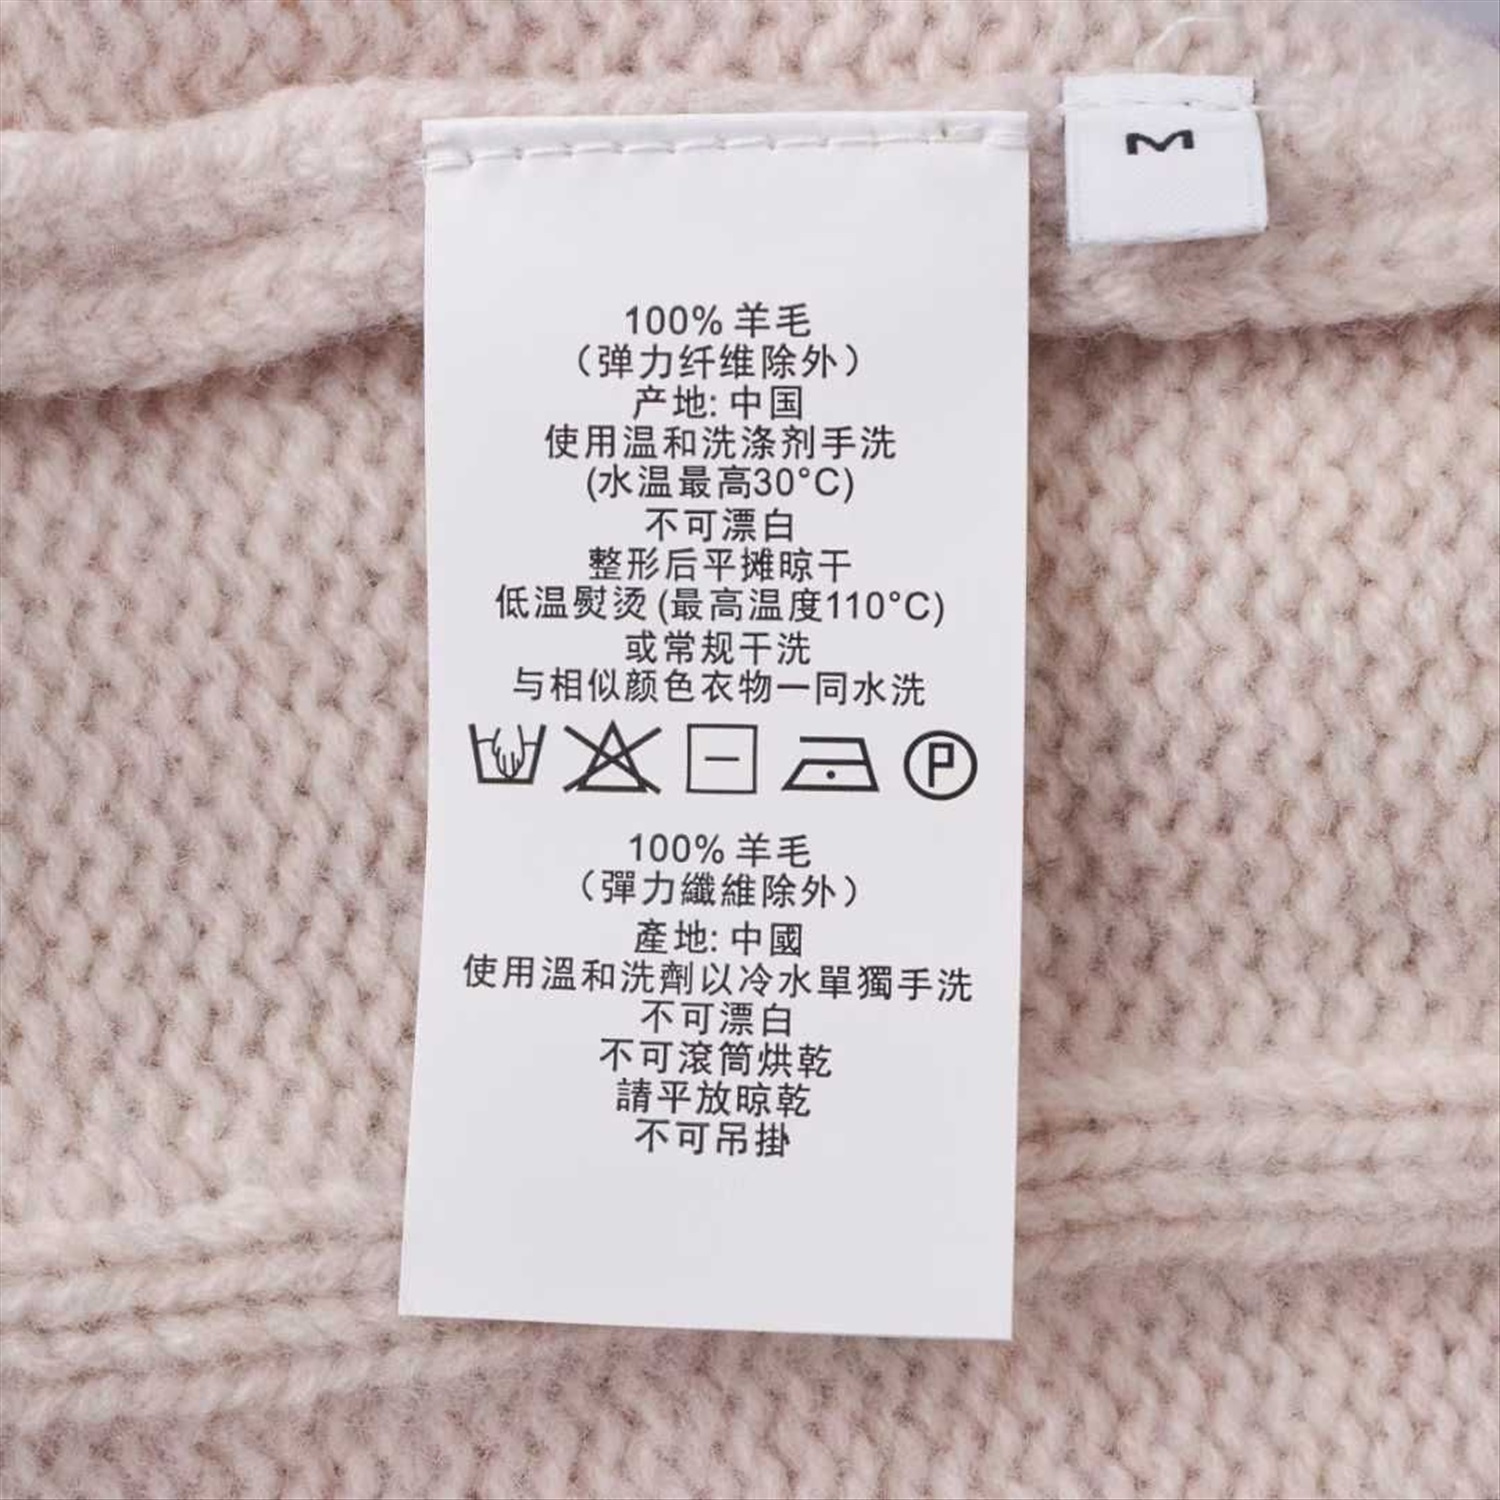 M
100% 羊毛
（弹力纤维除外）
产地: 中国
使用温和洗涤剂手洗
(水温最高30°C)
不可漂白
整形后平摊晾干
低温熨烫 (最高温度110°C)
或常规干洗
与相似颜色衣物一同水洗
P
100% 羊毛
（彈力纖維除外）
產地: 中國
使用溫和洗劑以冷水單獨手洗
不可漂白
不可滾筒烘乾
請平放晾乾
不可吊掛